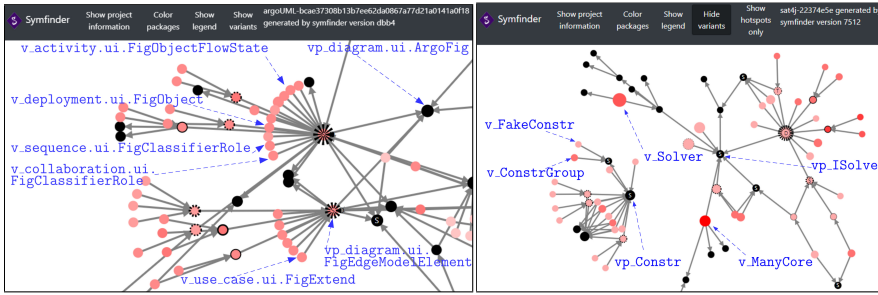 Symfinder
Show project information
Color packages
Show legend
Show variants
argoUML-bcae37308b13b7ee62da0867a77d21a0141a0f18
generated by symfinder version dbb4
v_activity.ui.FigObjectFlowState
vp_diagram.ui.ArgoFig
v_deployment.ui.FigObject
v_sequence.ui.FigClassifierRole
v_collaboration.ui.
FigClassifierRole
S
vp_diagram.ui.
FigEdgeModelElement
v_use_case.ui.FigExtend
Symfinder
Show project information
Color packages
Show legend
Hide variants
Show hotspots only
sat4j-22374e5e generated by
symfinder version 7512
S
v_FakeConstr
v_Solver
S
vp_ISolve
v_ConstrGroup
S
S
S
S
vp_Constr
v_ManyCore
S